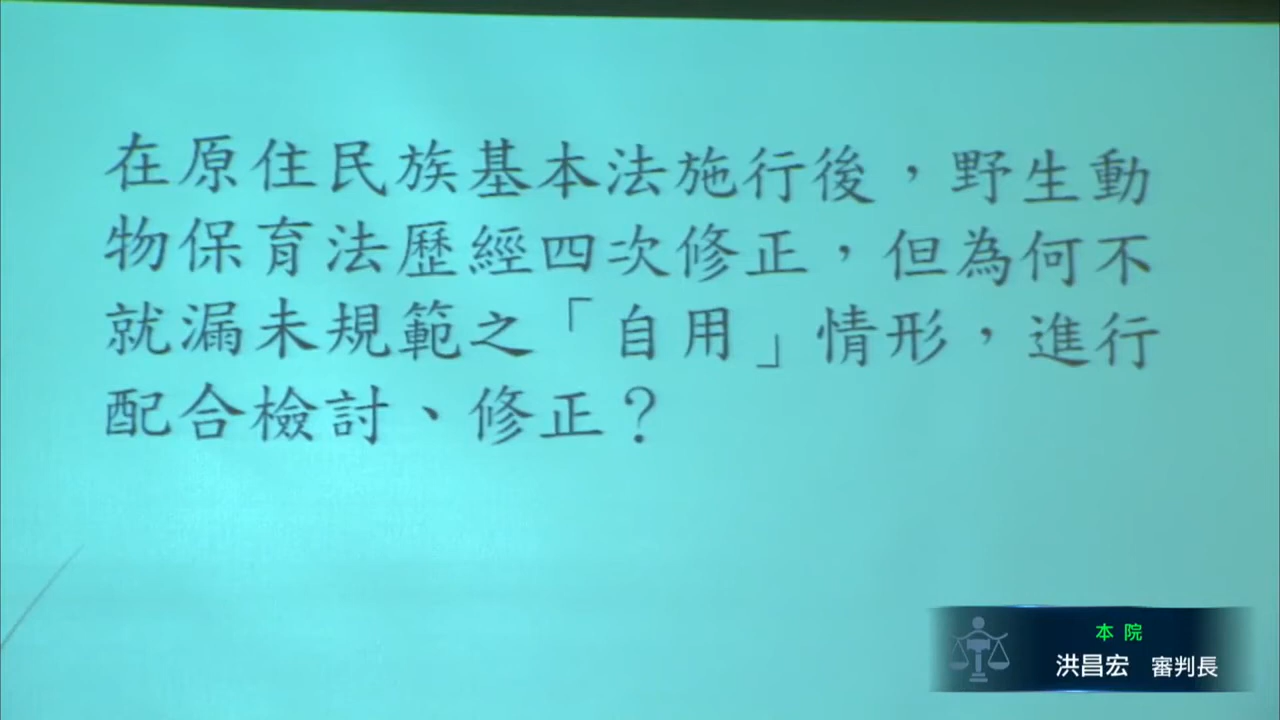 在原住民族基本法施行後，野生動
物保育法歷經四次修正，但為何不
就漏未規範之「自用」情形，進行
配合檢討、修正？
本院
洪昌宏 審判長